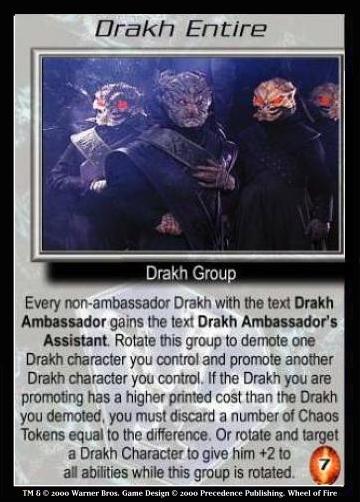 Drakh Entire
Drakh Group
Every non-ambassador Drakh with the text Drakh
Ambassador gains the text Drakh Ambassador's
Assistant. Rotate this group to demote one
Drakh character you control and promote another
Drakh character you control. If the Drakh you are
promoting has a higher printed cost than the Drakh
you demoted, you must discard a number of Chaos
Tokens equal to the difference. Or rotate and target
a Drakh Character to give him +2 to
all abilities while this group is rotated.
7
TM & © 2000 Warner Bros. Game Design © 2000 Precedence Publishing. Wheel of Fire